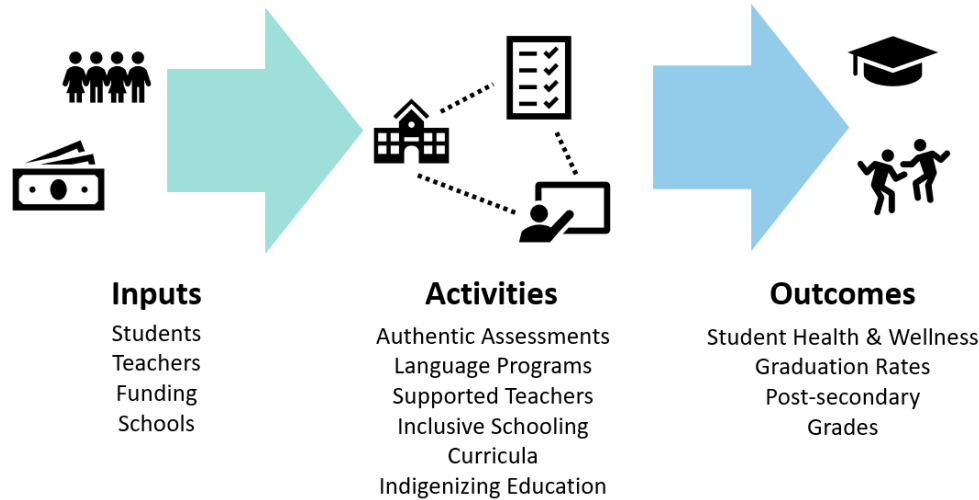 Inputs
Students
Teachers
Funding
Schools
Activities
Authentic Assessments
Language Programs
Supported Teachers
Inclusive Schooling
Curricula
Indigenizing Education
Outcomes
Student Health & Wellness
Graduation Rates
Post-secondary
Grades